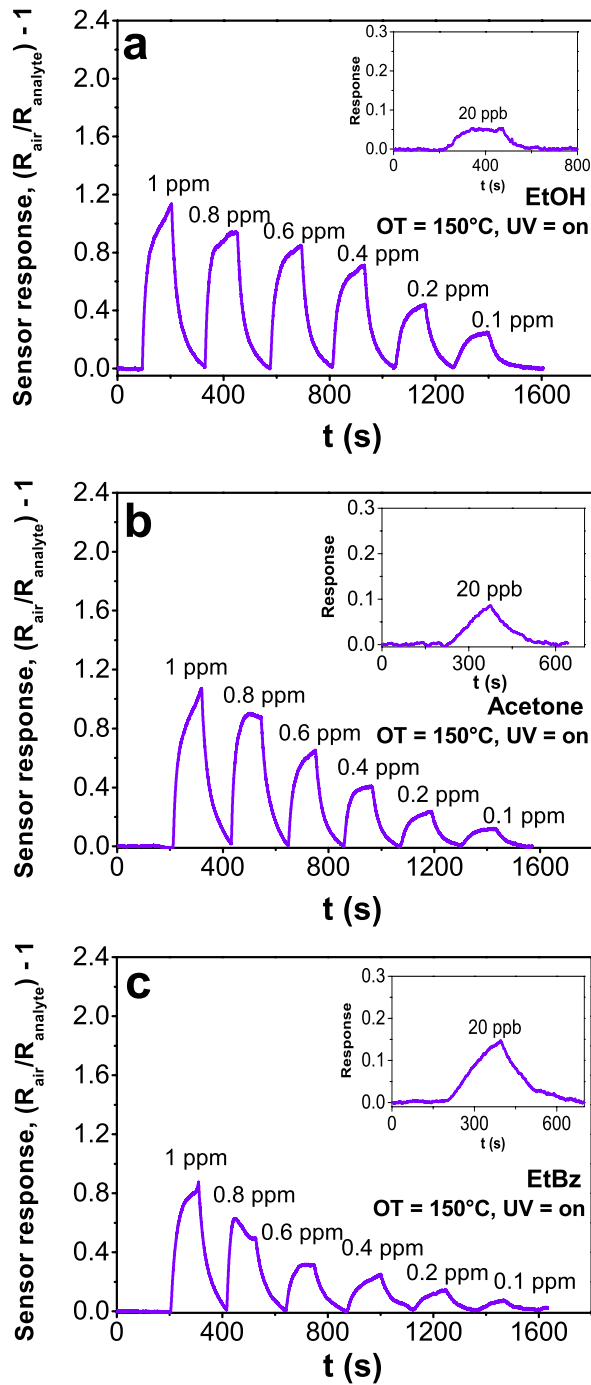 a
Sensor response, (R_air/R_analyte) - 1
2.4
2.0
1.6
1.2
0.8
0.4
0.0
1 ppm
0.8 ppm
0.6 ppm
0.4 ppm
0.2 ppm
0.1 ppm
Response
0.3
0.2
0.1
0.0
20 ppb
0 400 800
t (s)
EtOH
OT = 150°C, UV = on
0 400 800 1200 1600
t (s)
b
Sensor response, (R_air/R_analyte) - 1
2.4
2.0
1.6
1.2
0.8
0.4
0.0
1 ppm
0.8 ppm
0.6 ppm
0.4 ppm
0.2 ppm
0.1 ppm
Response
0.3
0.2
0.1
0.0
20 ppb
0 300 600
t (s)
Acetone
OT = 150°C, UV = on
0 400 800 1200 1600
t (s)
c
Sensor response, (R_air/R_analyte) - 1
2.4
2.0
1.6
1.2
0.8
0.4
0.0
1 ppm
0.8 ppm
0.6 ppm
0.4 ppm
0.2 ppm
0.1 ppm
Response
0.3
0.2
0.1
0.0
20 ppb
0 300 600
t (s)
EtBz
OT = 150°C, UV = on
0 400 800 1200 1600
t (s)